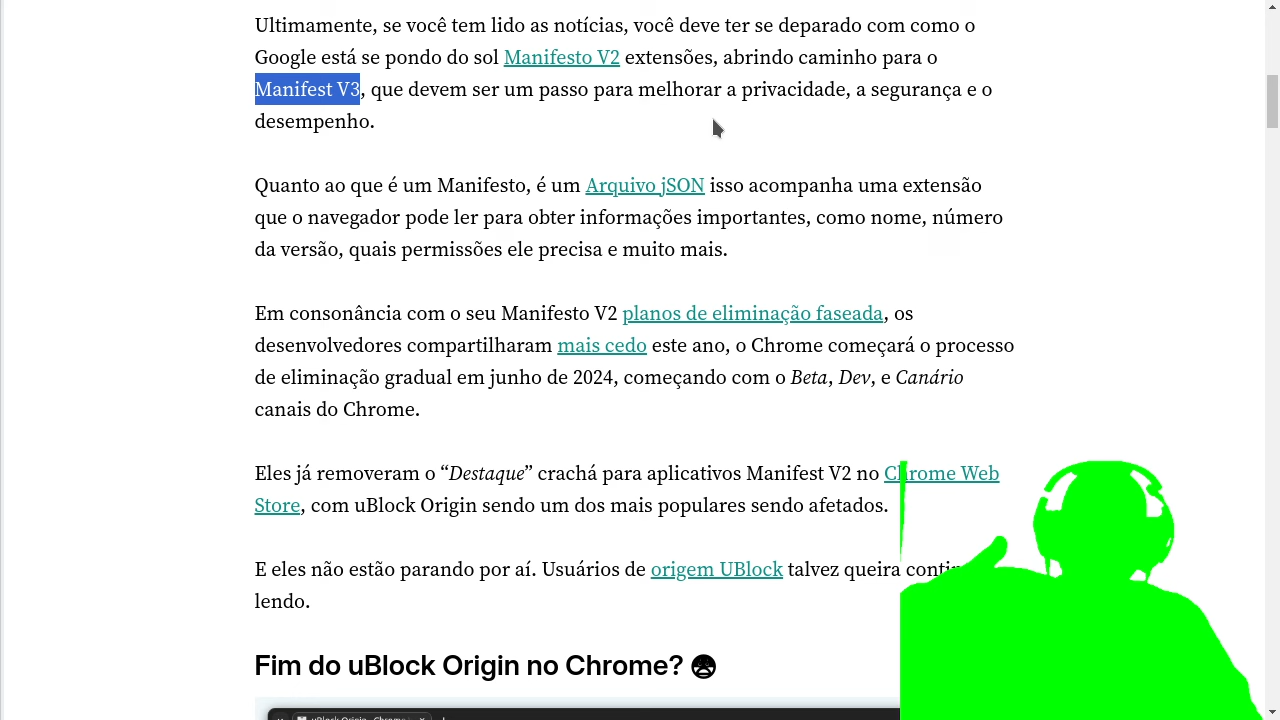 Ultimamente, se você tem lido as notícias, você deve ter se deparado com como o
Google está se pondo do sol Manifesto V2 extensões, abrindo caminho para o
Manifest V3, que devem ser um passo para melhorar a privacidade, a segurança e o
desempenho.
Quanto ao que é um Manifesto, é um Arquivo jSON isso acompanha uma extensão
que o navegador pode ler para obter informações importantes, como nome, número
da versão, quais permissões ele precisa e muito mais.
Em consonância com o seu Manifesto V2 planos de eliminação faseada, os
desenvolvedores compartilharam mais cedo este ano, o Chrome começará o processo
de eliminação gradual em junho de 2024, começando com o Beta, Dev, e Canário
canais do Chrome.
Eles já removeram o “Destaque” crachá para aplicativos Manifest V2 no Chrome Web
Store, com uBlock Origin sendo um dos mais populares sendo afetados.
E eles não estão parando por aí. Usuários de origem UBlock talvez queira
lendo.
Fim do uBlock Origin no Chrome?